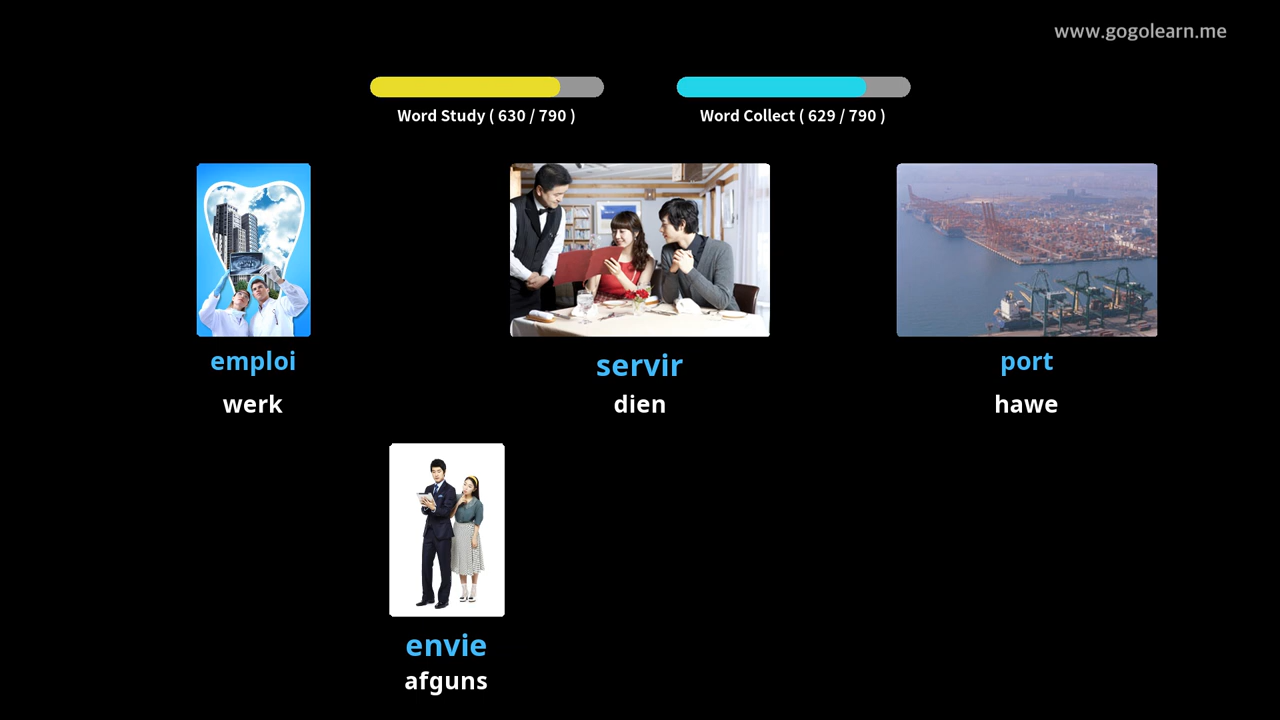 www.gogolearn.me
Word Study ( 630 / 790 )
Word Collect ( 629 / 790 )
emploi
werk
servir
dien
port
hawe
envie
afguns